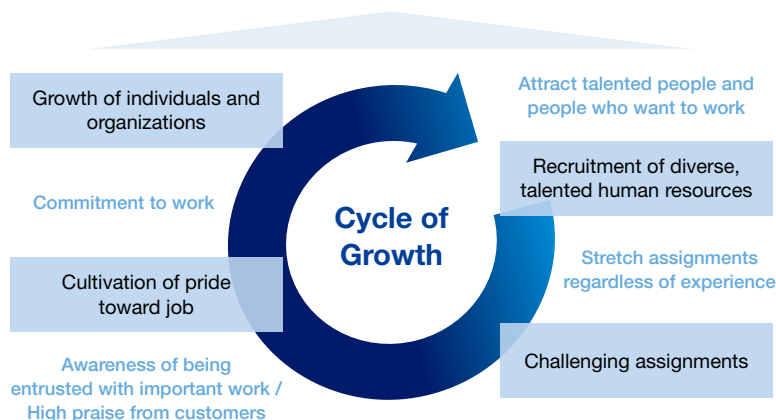 Growth of individuals and
organizations
Commitment to work
Cultivation of pride
toward job
Awareness of being
entrusted with important work /
High praise from customers
Cycle of
Growth
Attract talented people and
people who want to work
Recruitment of diverse,
talented human resources
Stretch assignments
regardless of experience
Challenging assignments